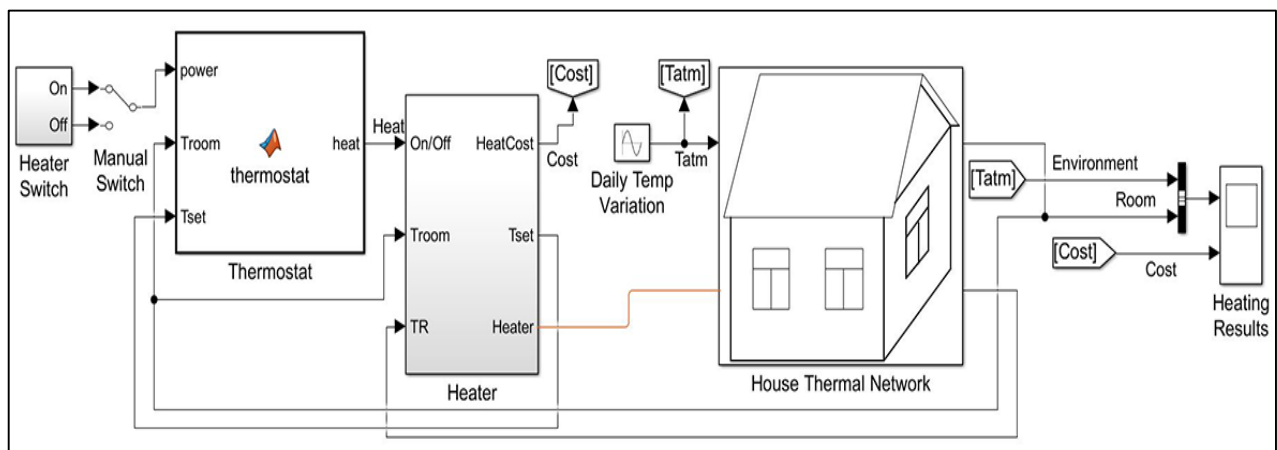 On
Off
Heater
Switch
Manual
Switch
power
Troom
Tset
heat
thermostat
Thermostat
Heat
On/Off
Troom
TR
HeatCost
Tset
Heater
Heater
[Cost]
Cost
[Tatm]
Tatm
Daily Temp
Variation
House Thermal Network
[Tatm]
Environment
Room
[Cost]
Cost
Heating
Results